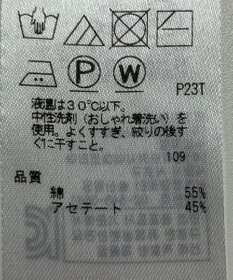 P W
P23T
液温は30℃以下。
中性洗剤（おしゃれ着洗い）を
使用。よくすすぎ、絞りの後す
ぐに干すこと。
109
品質
綿 55%
アセテート 45%